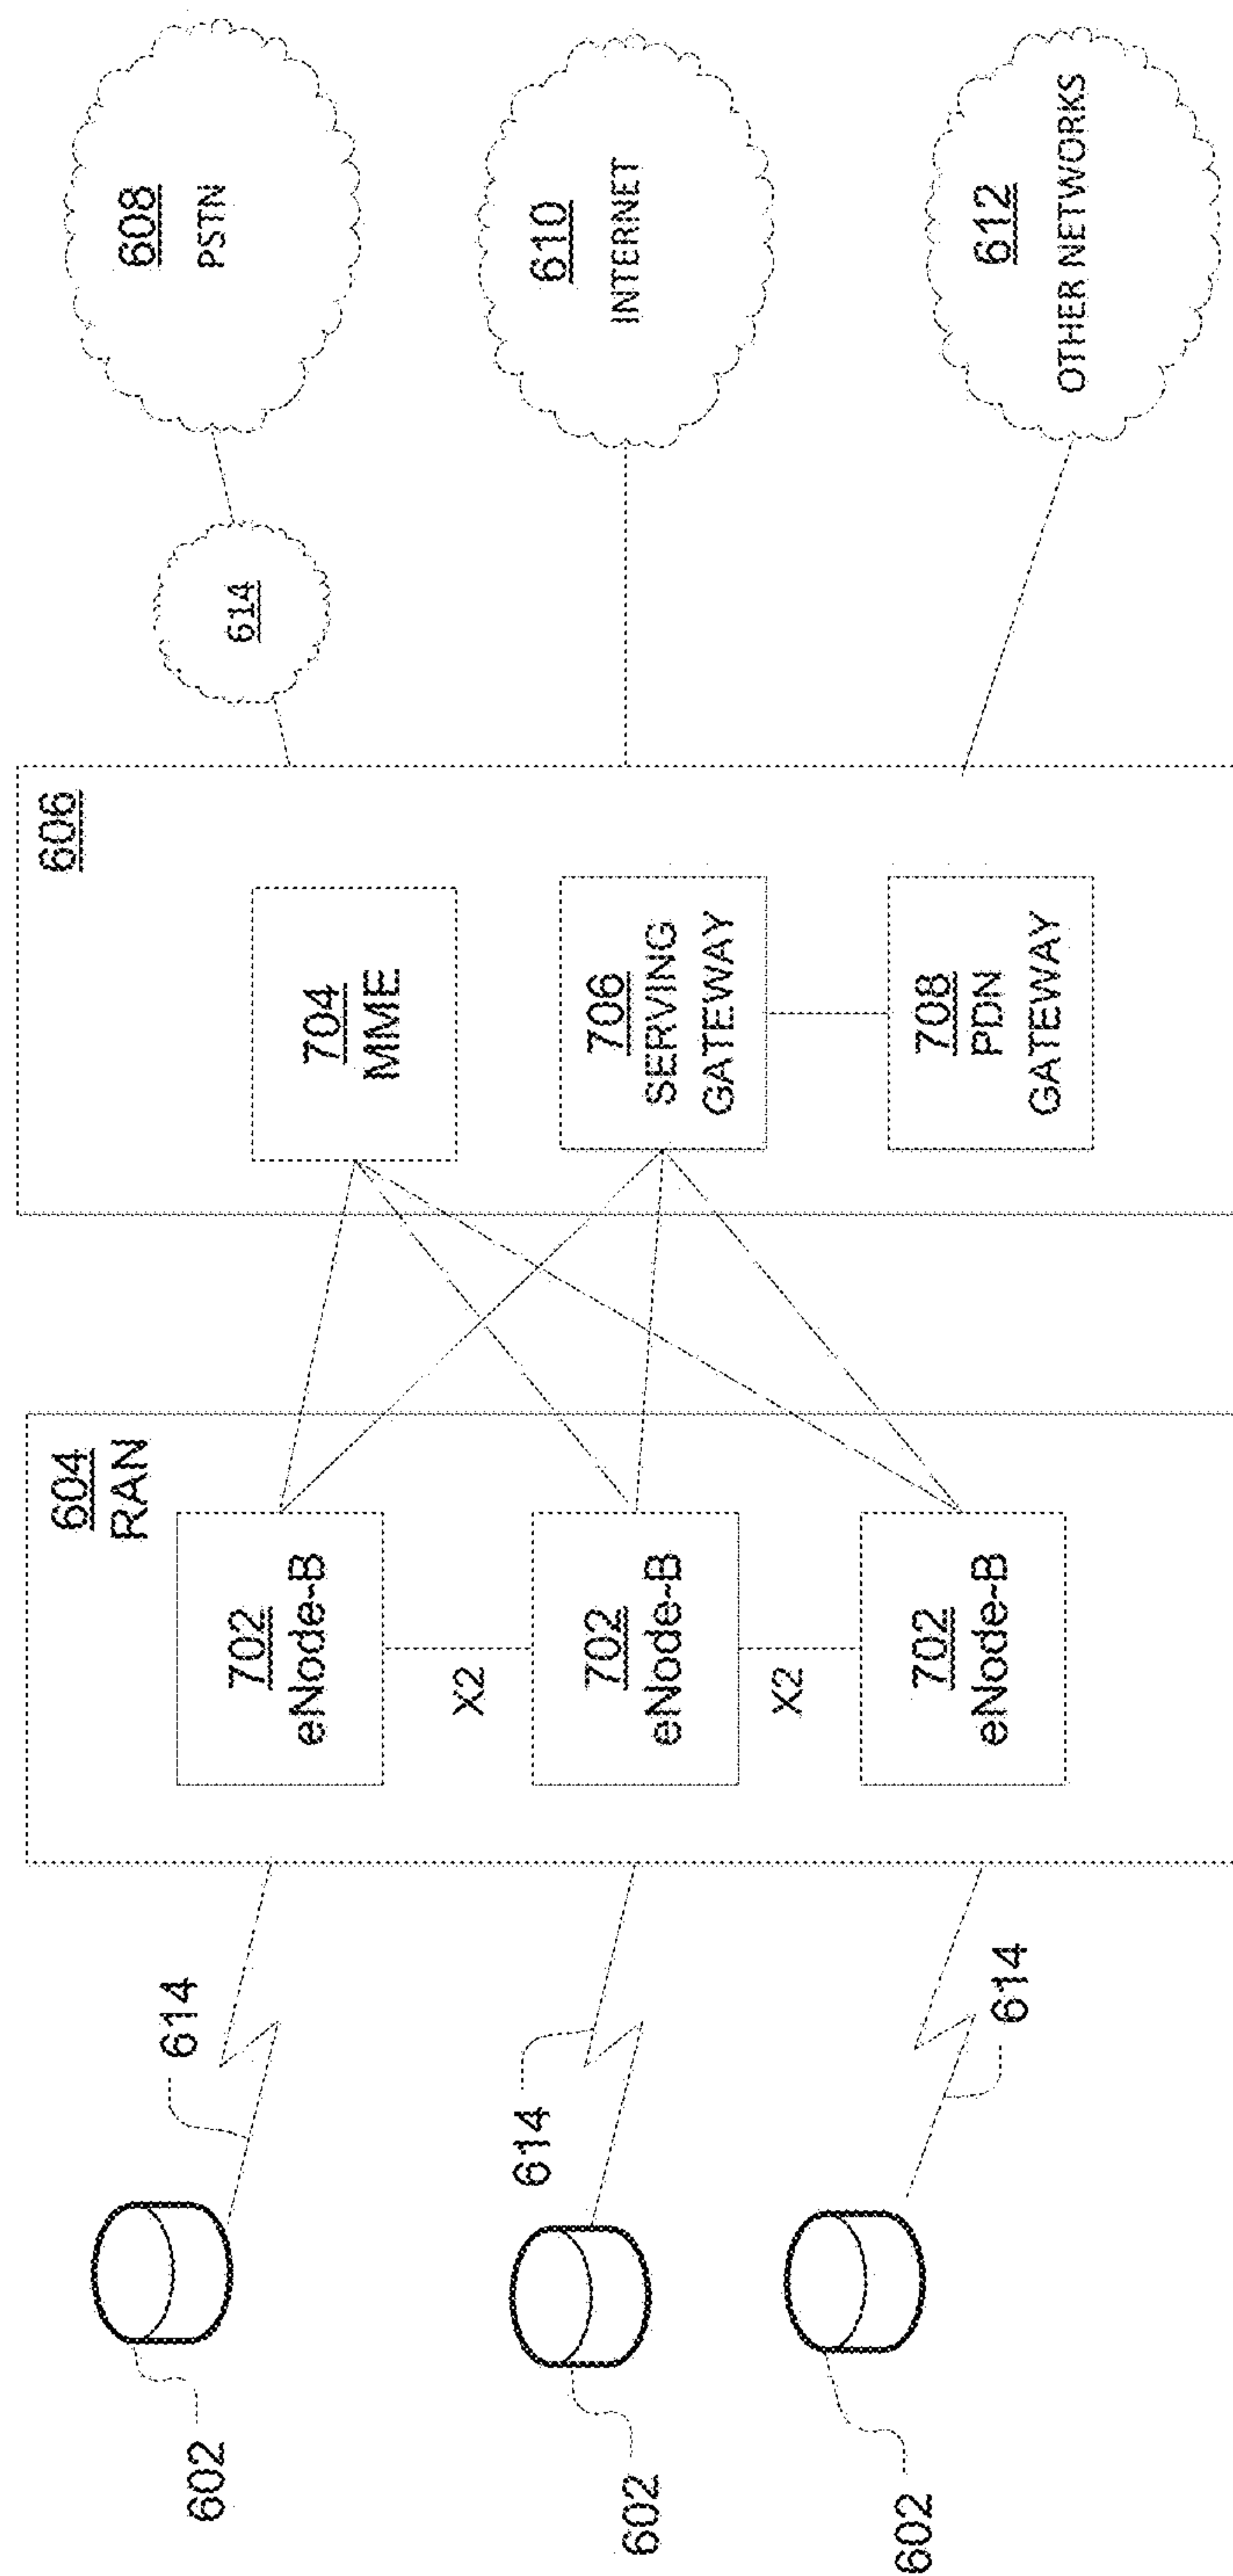 602
614
602
614
602
614
604
RAN
702
eNode-B
X2
702
eNode-B
X2
702
eNode-B
606
704
MME
706
SERVING
GATEWAY
708
PDN
GATEWAY
614
608
PSTN
610
INTERNET
612
OTHER NETWORKS